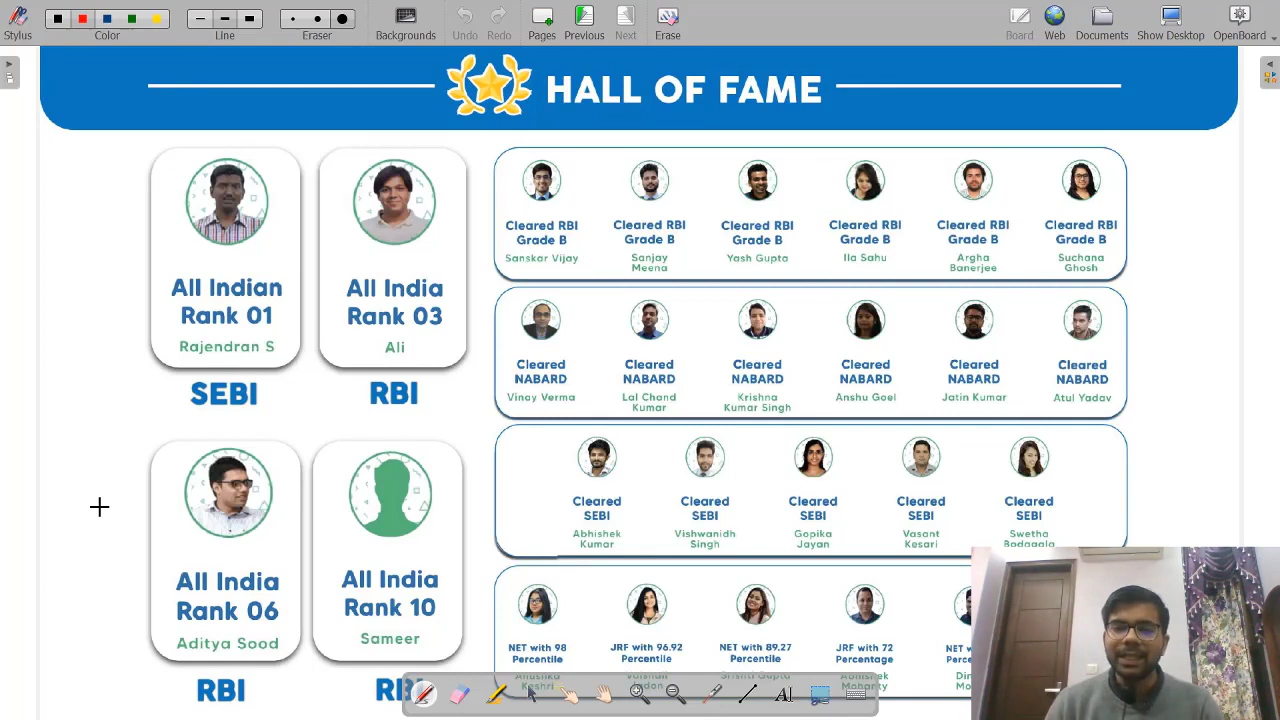 Stylus
Color
Line
Eraser
Backgrounds
Undo
Redo
Pages
Previous
Next
Erase
Board
Web
Documents
Show Desktop
OpenBoard
HALL OF FAME
All Indian
Rank 01
Rajendran S
SEBI
All India
Rank 03
Ali
RBI
All India
Rank 06
Aditya Sood
RBI
All India
Rank 10
Sameer
Cleared RBI
Grade B
Sanskar Vijay
Cleared RBI
Grade B
Sanjay
Meena
Cleared RBI
Grade B
Yash Gupta
Cleared RBI
Grade B
Ila Sahu
Cleared RBI
Grade B
Argha
Banerjee
Cleared RBI
Grade B
Suchana
Ghosh
Cleared
NABARD
Vinay Verma
Cleared
NABARD
Lal Chand
Kumar
Cleared
NABARD
Krishna
Kumar Singh
Cleared
NABARD
Anshu Goel
Cleared
NABARD
Jatin Kumar
Cleared
NABARD
Atul Yadav
Cleared
SEBI
Abhishek
Kumar
Cleared
SEBI
Vishwanidh
Singh
Cleared
SEBI
Gopika
Jayan
Cleared
SEBI
Vasant
Kesari
Cleared
SEBI
Swetha
NET with 98
Percentile
JRF with 96.92
Percentile
NET with 89.27
Percentile
JRF with 72
Percentage